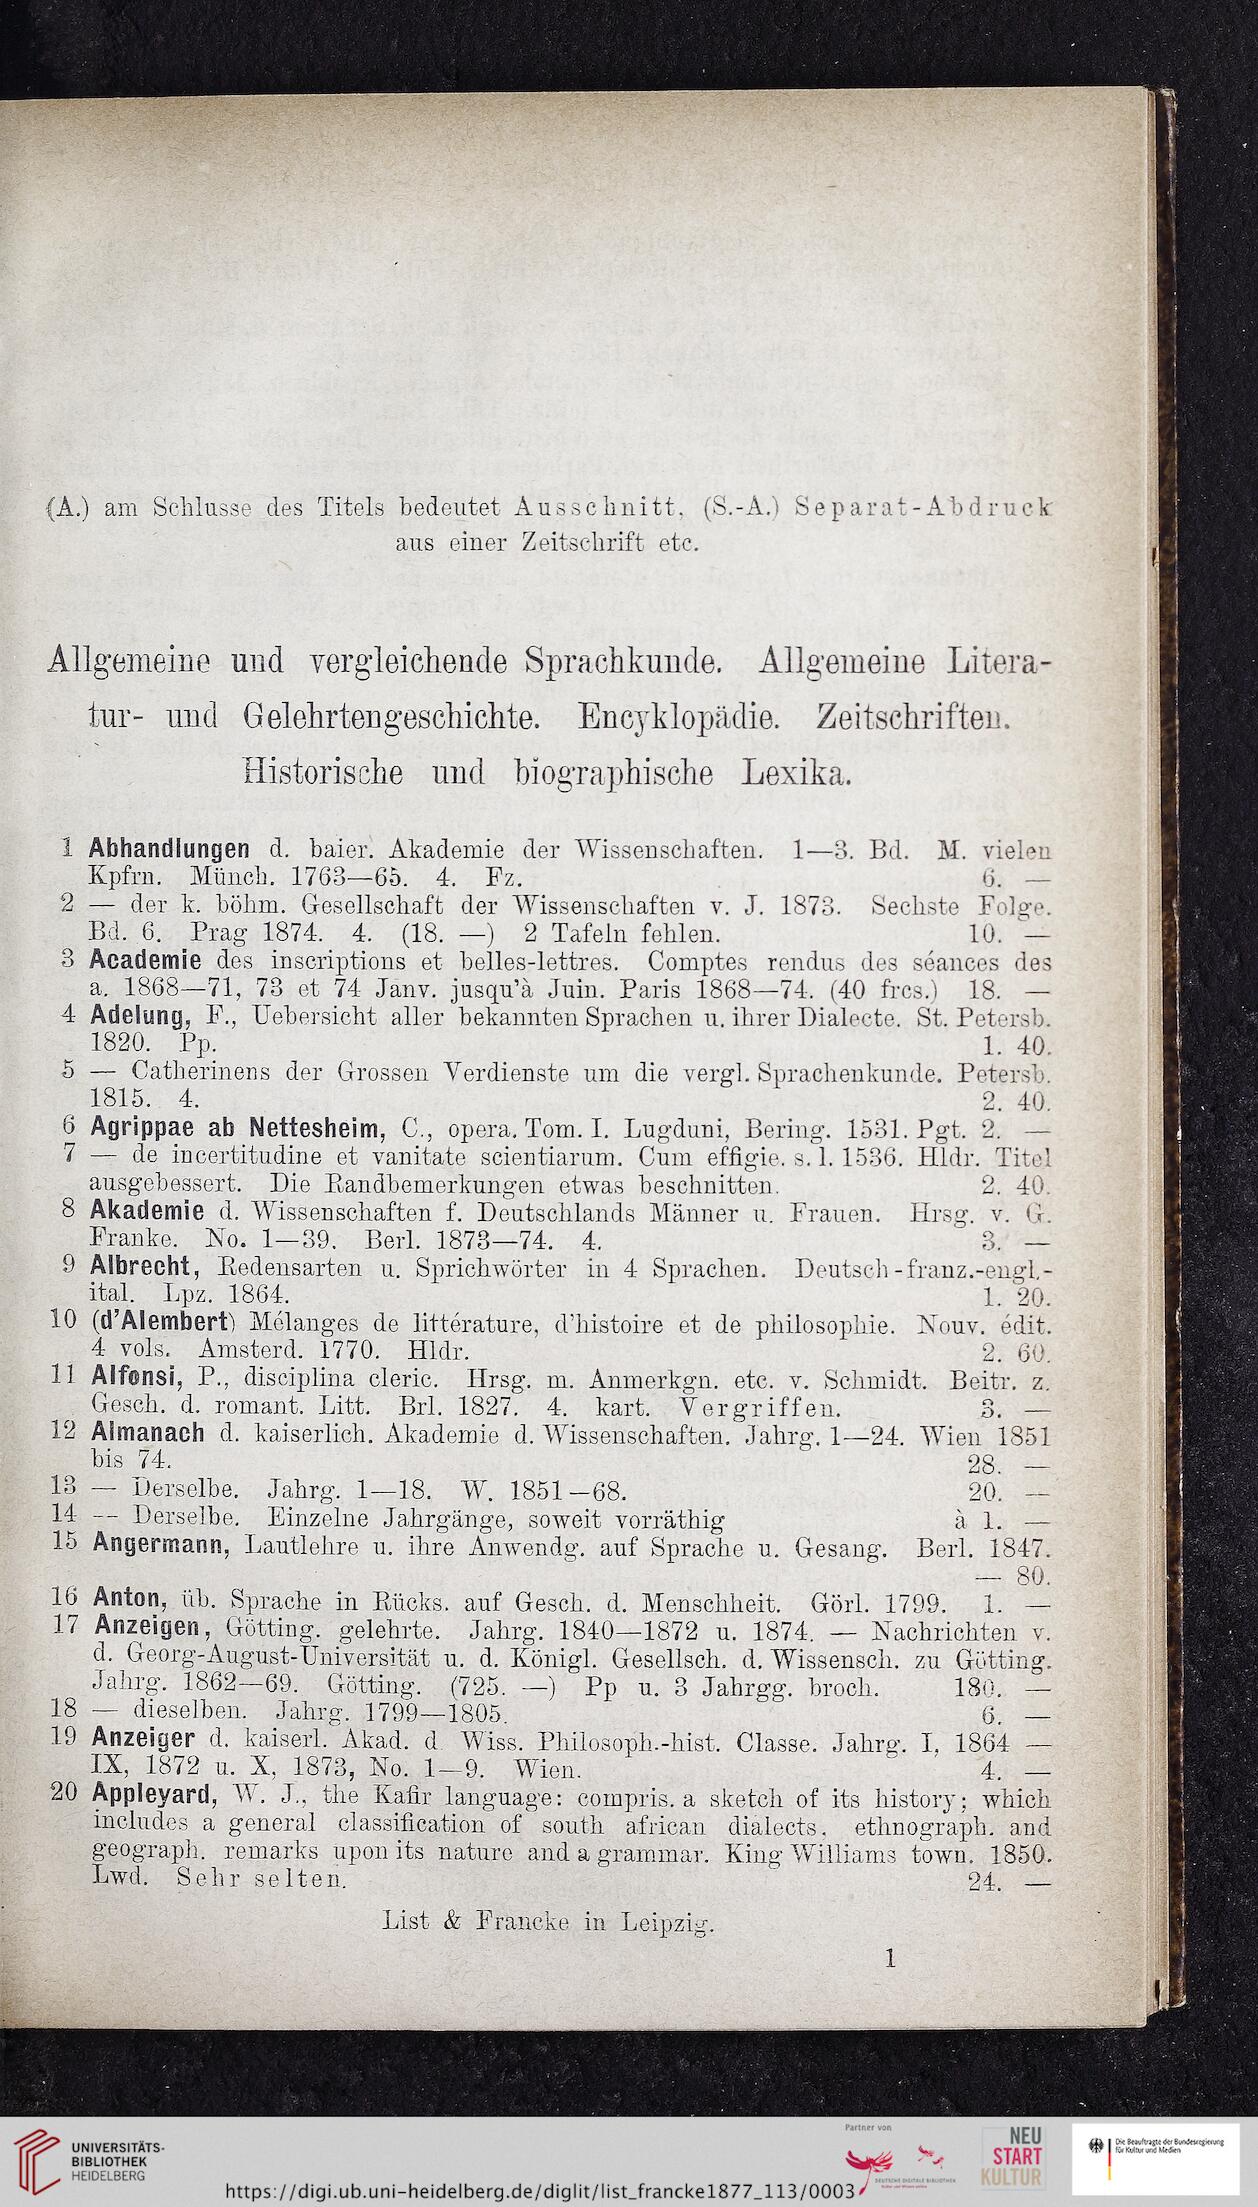 (A.) am Schlusse des Titels bedeutet Ausschnitt, (S.-A.) Separat-Abdruck
aus einer Zeitschrift etc.
Allgemeine und vergleichende Sprachkunde. Allgemeine Litera-
tur- und Gelehrtengeschichte. Encyklopädie. Zeitschriften.
Historische und biographische Lexika.
1 Abhandlungen d. baier. Akademie der Wissenschaften. 1—3. Bd. M. vielen
Kpfrn. Münch. 1763—65. 4. Fz. 6. —
2 — der k. böhm. Gesellschaft der Wissenschaften v. J. 1873. Sechste Folge.
Bd. 6. Prag 1874. 4. (18. —) 2 Tafeln fehlen. 10. —
3 Academie des inscriptions et belles-lettres. Comptes rendus des séances des
a. 1868—71, 73 et 74 Janv. jusqu'à Juin. Paris 1868—74. (40 frcs.) 18. —
4 Adelung, F., Uebersicht aller bekannten Sprachen u. ihrer Dialecte. St. Petersb.
1820. Pp. 1. 40.
5 — Catherinens der Grossen Verdienste um die vergl. Sprachenkunde. Petersb.
1815. 4. 2. 40.
6 Agrippae ab Nettesheim, C., opera. Tom. I. Lugduni, Bering. 1531. Pgt. 2. —
7 — de incertitudine et vanitate scientiarum. Cum effigie. s. l. 1536. Hldr. Titel
ausgebessert. Die Randbemerkungen etwas beschnitten. 2. 40.
8 Akademie d. Wissenschaften f. Deutschlands Männer u. Frauen. Hrsg. v. G.
Franke. No. 1—39. Berl. 1873—74. 4. 3. —
9 Albrecht, Redensarten u. Sprichwörter in 4 Sprachen. Deutsch-franz.-engl.-
ital. Lpz. 1864. 1. 20.
10 (d'Alembert) Mélanges de littérature, d'histoire et de philosophie. Nouv. édit.
4 vols. Amsterd. 1770. Hldr. 2. 60.
11 Alfonsi, P., disciplina cleric. Hrsg. m. Anmerkgn. etc. v. Schmidt. Beitr. z.
Gesch. d. romant. Litt. Brl. 1827. 4. kart. Vergriffen. 3. —
12 Almanach d. kaiserlich. Akademie d. Wissenschaften. Jahrg. 1—24. Wien 1851
bis 74. 28. —
13 — Derselbe. Jahrg. 1—18. W. 1851—68. 20. —
14 — Derselbe. Einzelne Jahrgänge, soweit vorräthig à 1. —
15 Angermann, Lautlehre u. ihre Anwendg. auf Sprache u. Gesang. Berl. 1847.
— 80.
16 Anton, üb. Sprache in Rücks. auf Gesch. d. Menschheit. Görl. 1799. 1. —
17 Anzeigen, Götting. gelehrte. Jahrg. 1840—1872 u. 1874. — Nachrichten v.
d. Georg-August-Universität u. d. Königl. Gesellsch. d. Wissensch. zu Götting.
Jahrg. 1862—69. Götting. (725. —) Pp u. 3 Jahrgg. broch. 180. —
18 — dieselben. Jahrg. 1799—1805. 6. —
19 Anzeiger d. kaiserl. Akad. d. Wiss. Philosoph.-hist. Classe. Jahrg. I, 1864 —
IX, 1872 u. X, 1873, No. 1—9. Wien. 4. —
20 Appleyard, W. J., the Kafir language: compris. a sketch of its history; which
includes a general classification of south african dialects, ethnograph. and
geograph. remarks upon its nature and a grammar. King Williams town. 1850.
Lwd. Sehr selten. 24. —
List & Francke in Leipzig.
1
UNIVERSITÄTS-
BIBLIOTHEK
HEIDELBERG
https://digi.ub.uni-heidelberg.de/diglit/list_francke1877_113/0003
Partner von
DEUTSCHE DIGITALE BIBLIOTHEK
Kultur und Wissen online
NEU
START
KULTUR
Die Beauftragte der Bundesregierung
für Kultur und Medien